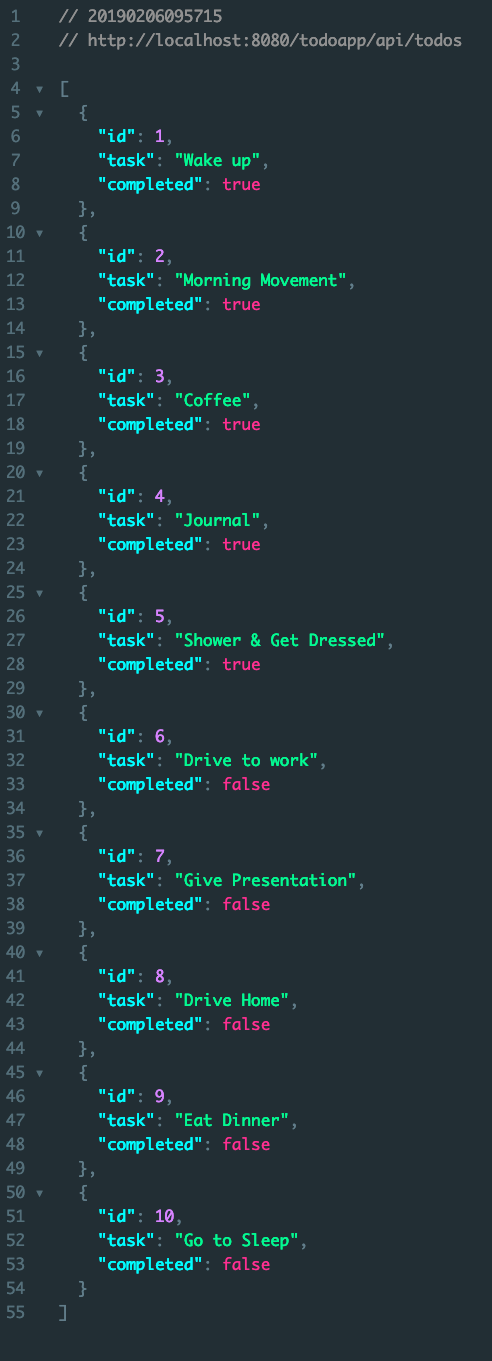 1 // 20190206095715
2 // http://localhost:8080/todoapp/api/todos
3
4 ▾ [
5 ▾ {
6 "id": 1,
7 "task": "Wake up",
8 "completed": true
9 },
10 ▾ {
11 "id": 2,
12 "task": "Morning Movement",
13 "completed": true
14 },
15 ▾ {
16 "id": 3,
17 "task": "Coffee",
18 "completed": true
19 },
20 ▾ {
21 "id": 4,
22 "task": "Journal",
23 "completed": true
24 },
25 ▾ {
26 "id": 5,
27 "task": "Shower & Get Dressed",
28 "completed": true
29 },
30 ▾ {
31 "id": 6,
32 "task": "Drive to work",
33 "completed": false
34 },
35 ▾ {
36 "id": 7,
37 "task": "Give Presentation",
38 "completed": false
39 },
40 ▾ {
41 "id": 8,
42 "task": "Drive Home",
43 "completed": false
44 },
45 ▾ {
46 "id": 9,
47 "task": "Eat Dinner",
48 "completed": false
49 },
50 ▾ {
51 "id": 10,
52 "task": "Go to Sleep",
53 "completed": false
54 }
55 ]